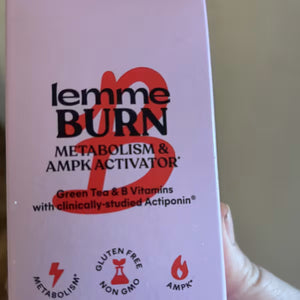 lemme
BURN
METABOLISM &
AMPK ACTIVATOR*
Green Tea & B Vitamins
with clinically-studied Actiponin®
METABOLISM*
GLUTEN FREE
NON GMO
AMPK*